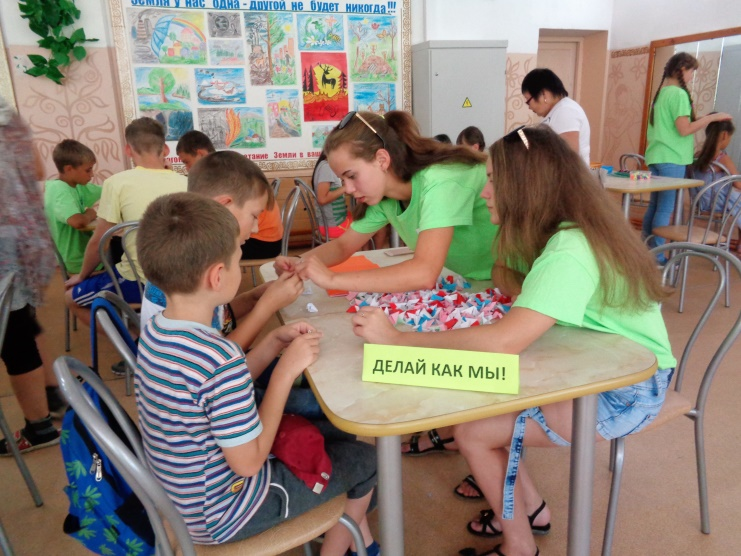 Земля у нас одна - другой не будет никогда!!!
ДЕЛАЙ КАК МЫ!